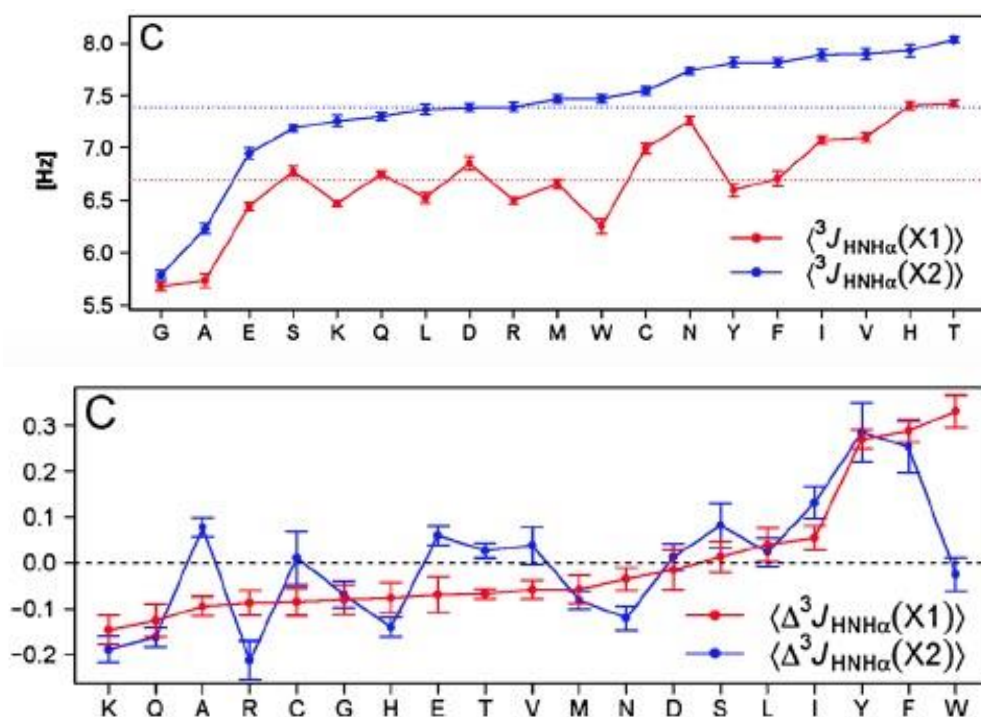 C
8.0
7.5
7.0
6.5
6.0
5.5
[Hz]
⟨³J_HNHα(X1)⟩
⟨³J_HNHα(X2)⟩
G A E S K Q L D R M W C N Y F I V H T
C
0.3
0.2
0.1
0.0
−0.1
−0.2
⟨Δ³J_HNHα(X1)⟩
⟨Δ³J_HNHα(X2)⟩
K Q A R C G H E T V M N D S L I Y F W